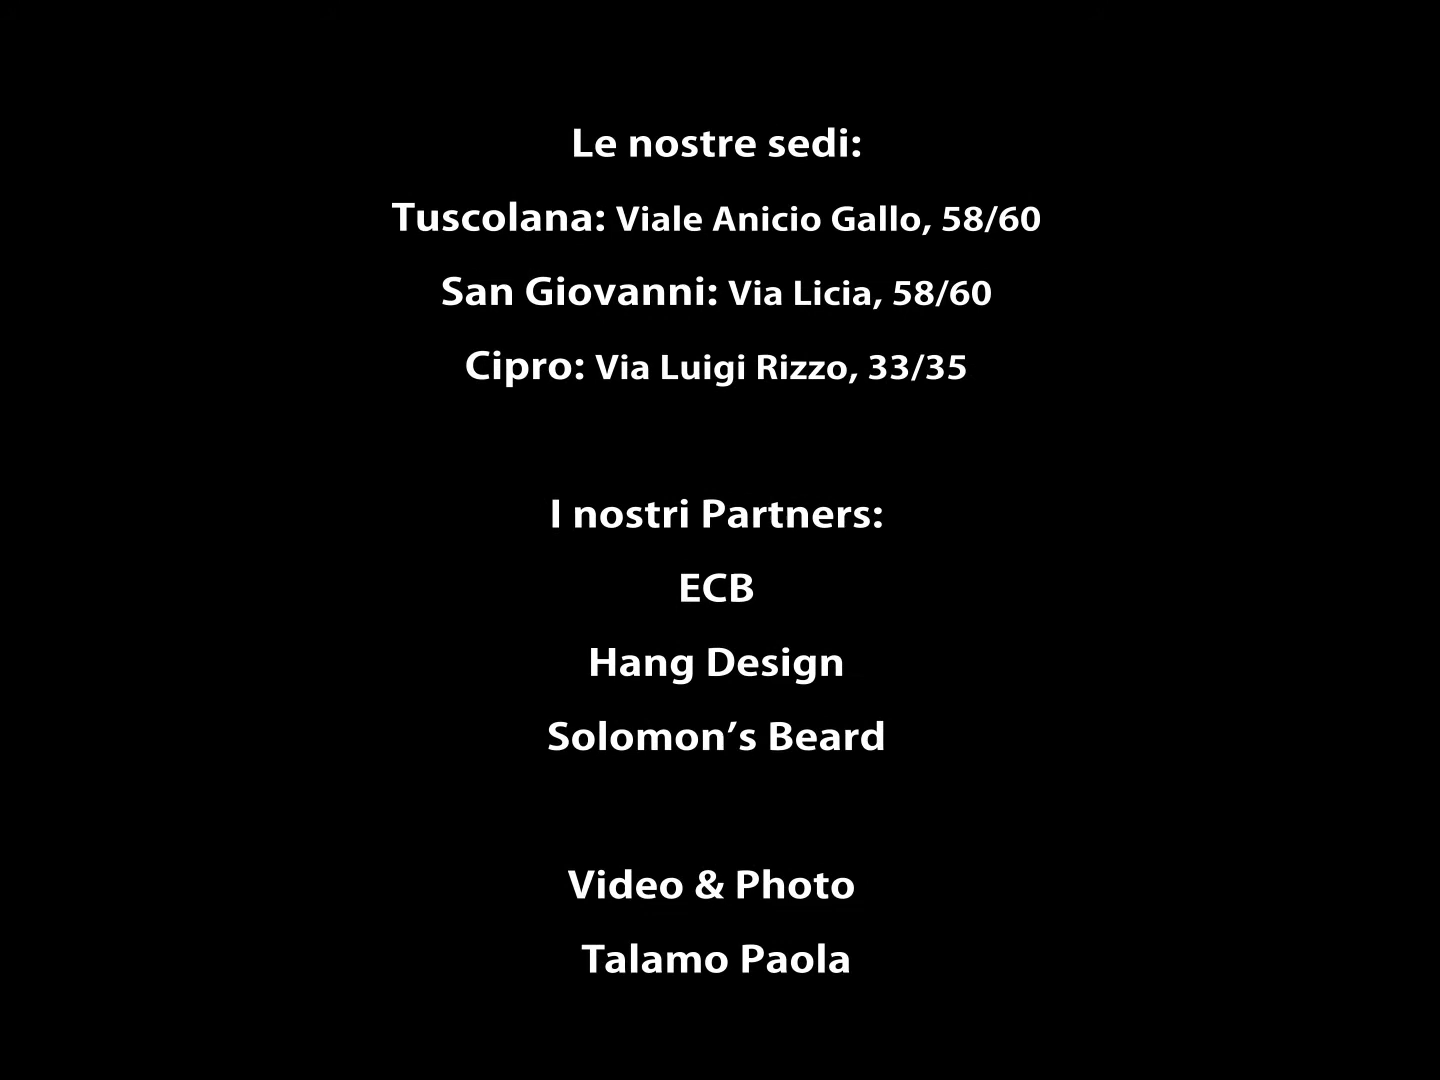 Le nostre sedi:
Tuscolana: Viale Anicio Gallo, 58/60
San Giovanni: Via Licia, 58/60
Cipro: Via Luigi Rizzo, 33/35
I nostri Partners:
ECB
Hang Design
Solomon’s Beard
Video & Photo
Talamo Paola